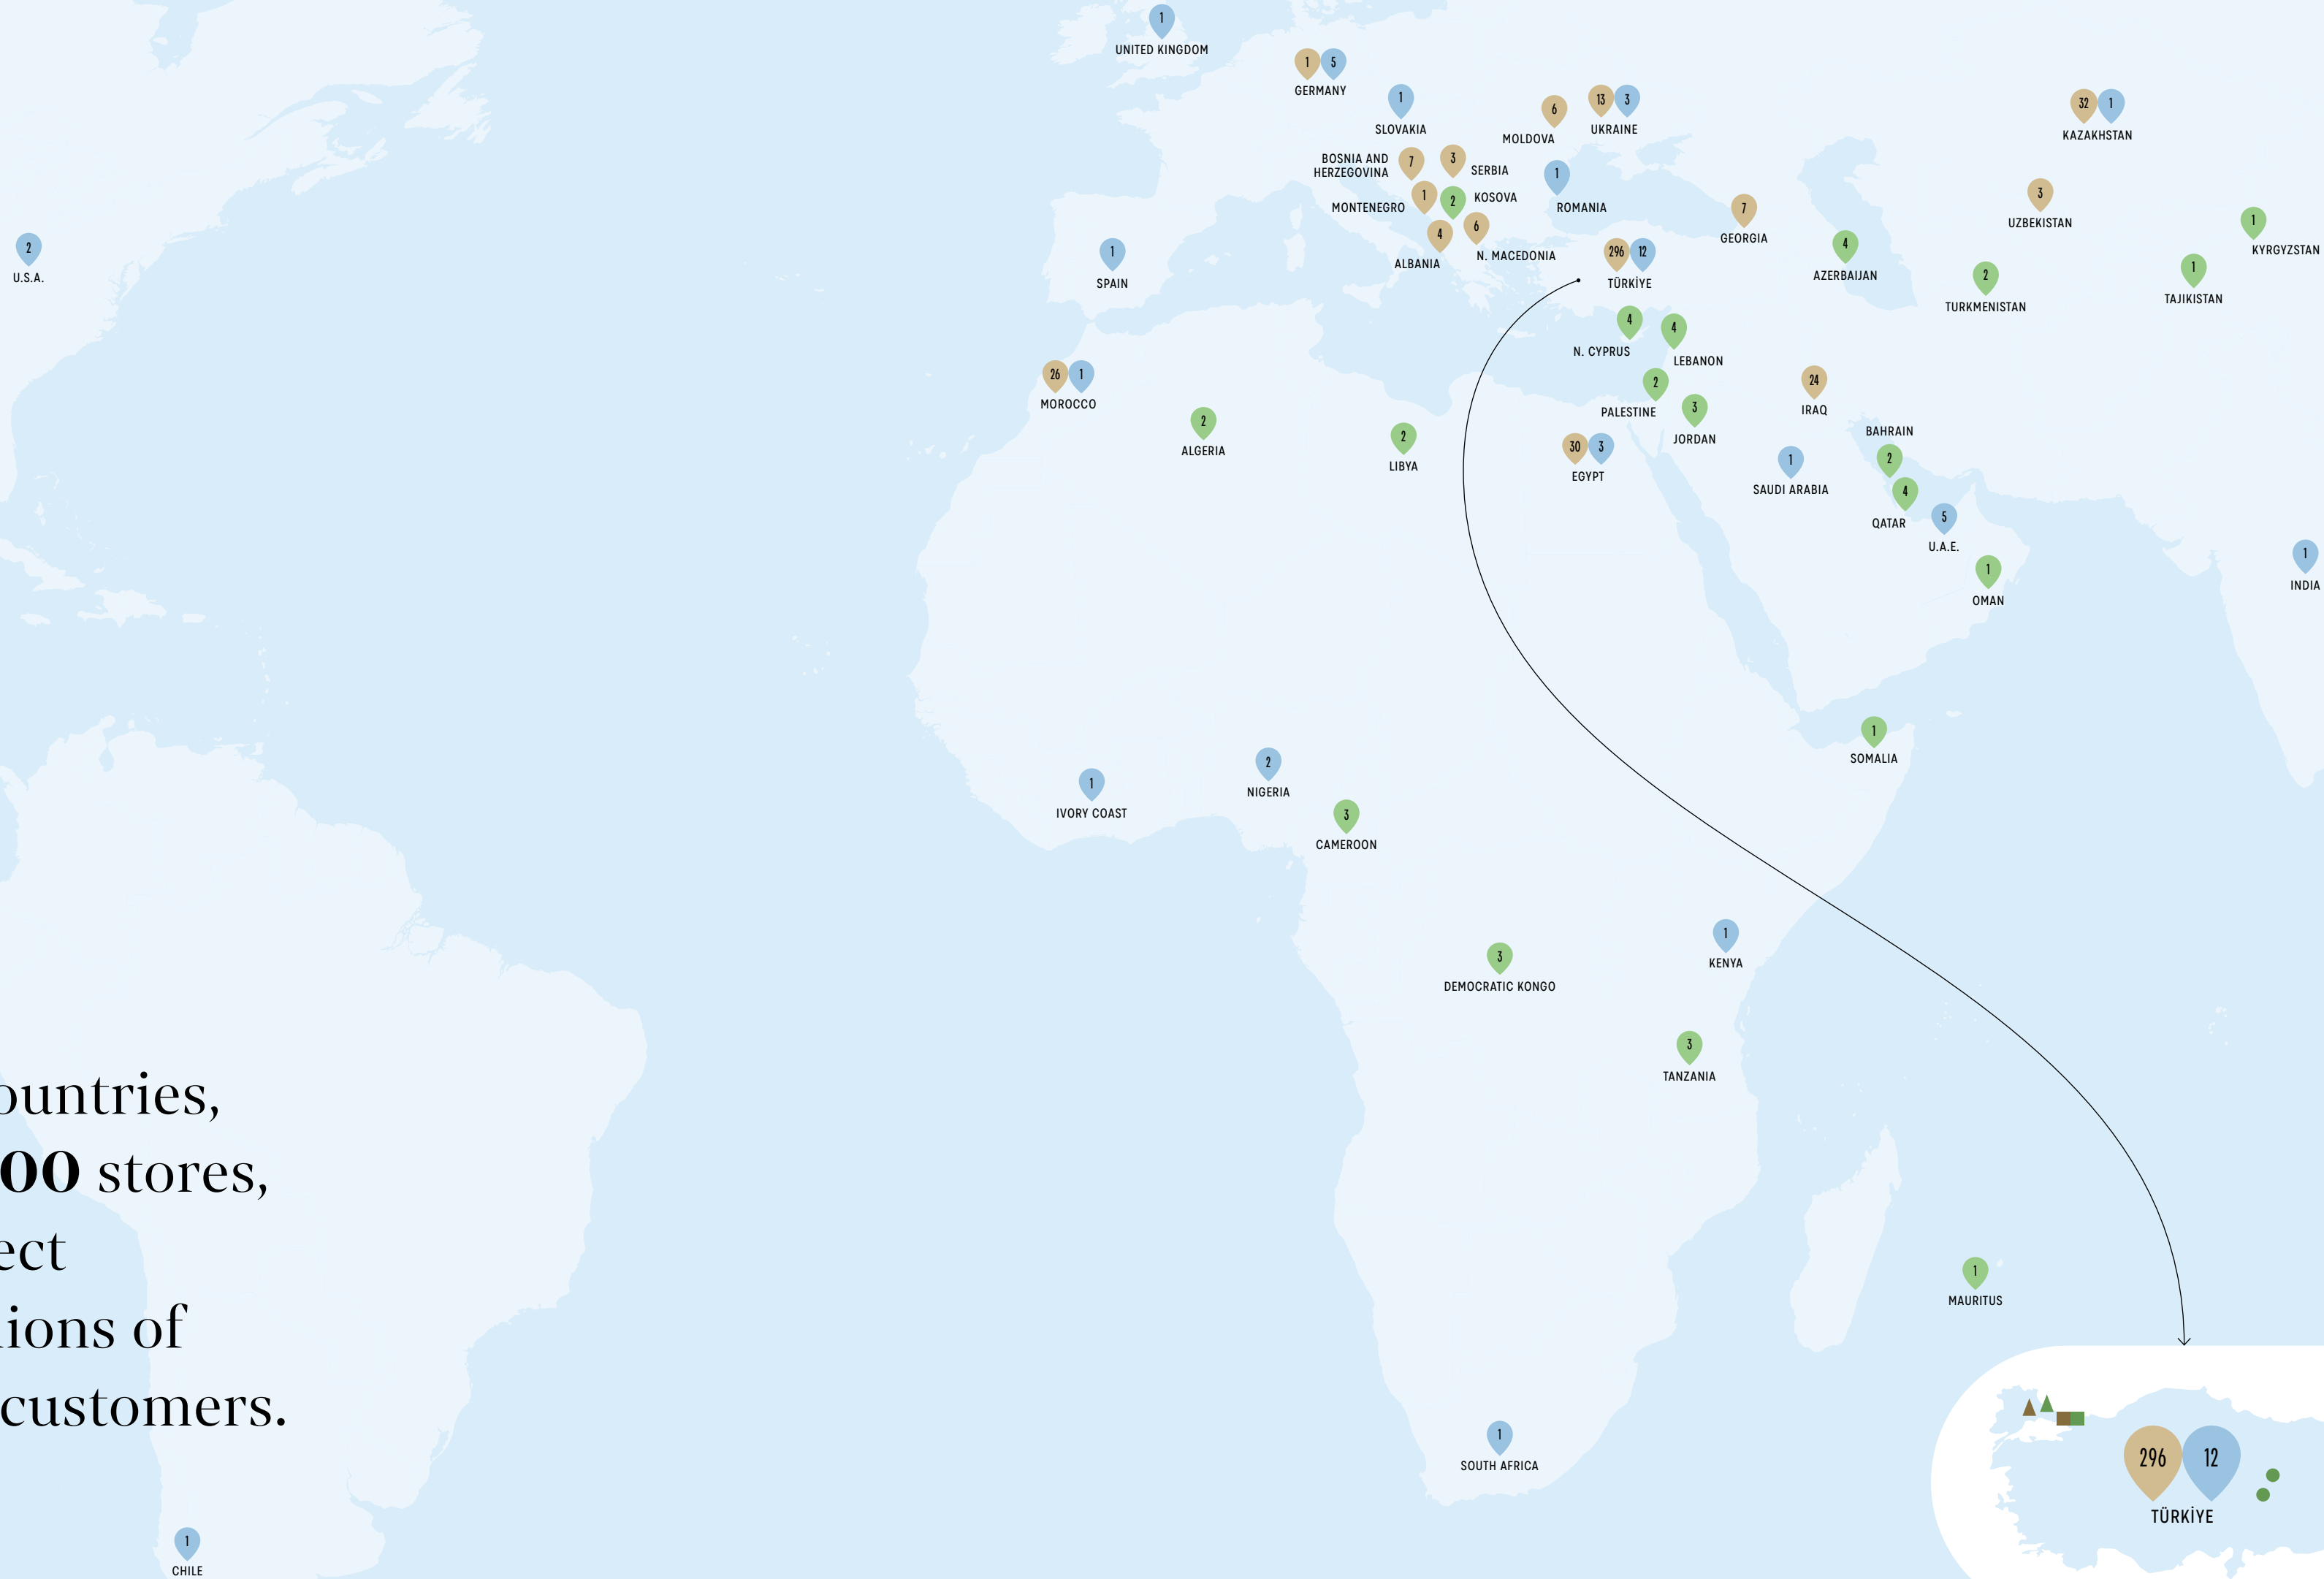 1
UNITED KINGDOM
1 5
GERMANY
1
SLOVAKIA
6
MOLDOVA
13 3
UKRAINE
32 1
KAZAKHSTAN
BOSNIA AND
HERZEGOVINA
7
3
SERBIA
1
MONTENEGRO
2
KOSOVA
1
ROMANIA
4
ALBANIA
6
N. MACEDONIA
7
GEORGIA
3
UZBEKISTAN
1
KYRGYZSTAN
2
U.S.A.
1
SPAIN
296 12
TÜRKİYE
4
AZERBAIJAN
2
TURKMENISTAN
1
TAJIKISTAN
4
N. CYPRUS
4
LEBANON
26 1
MOROCCO
2
ALGERIA
2
LIBYA
2
PALESTINE
3
JORDAN
24
IRAQ
30 3
EGYPT
1
SAUDI ARABIA
BAHRAIN
2
4
QATAR
5
U.A.E.
1
OMAN
1
INDIA
1
SOMALIA
1
IVORY COAST
2
NIGERIA
3
CAMEROON
1
KENYA
3
DEMOCRATIC KONGO
3
TANZANIA
1
MAURITUS
1
SOUTH AFRICA
1
CHILE
ountries,
00 stores,
ect
ions of
customers.
296 12
TÜRKİYE